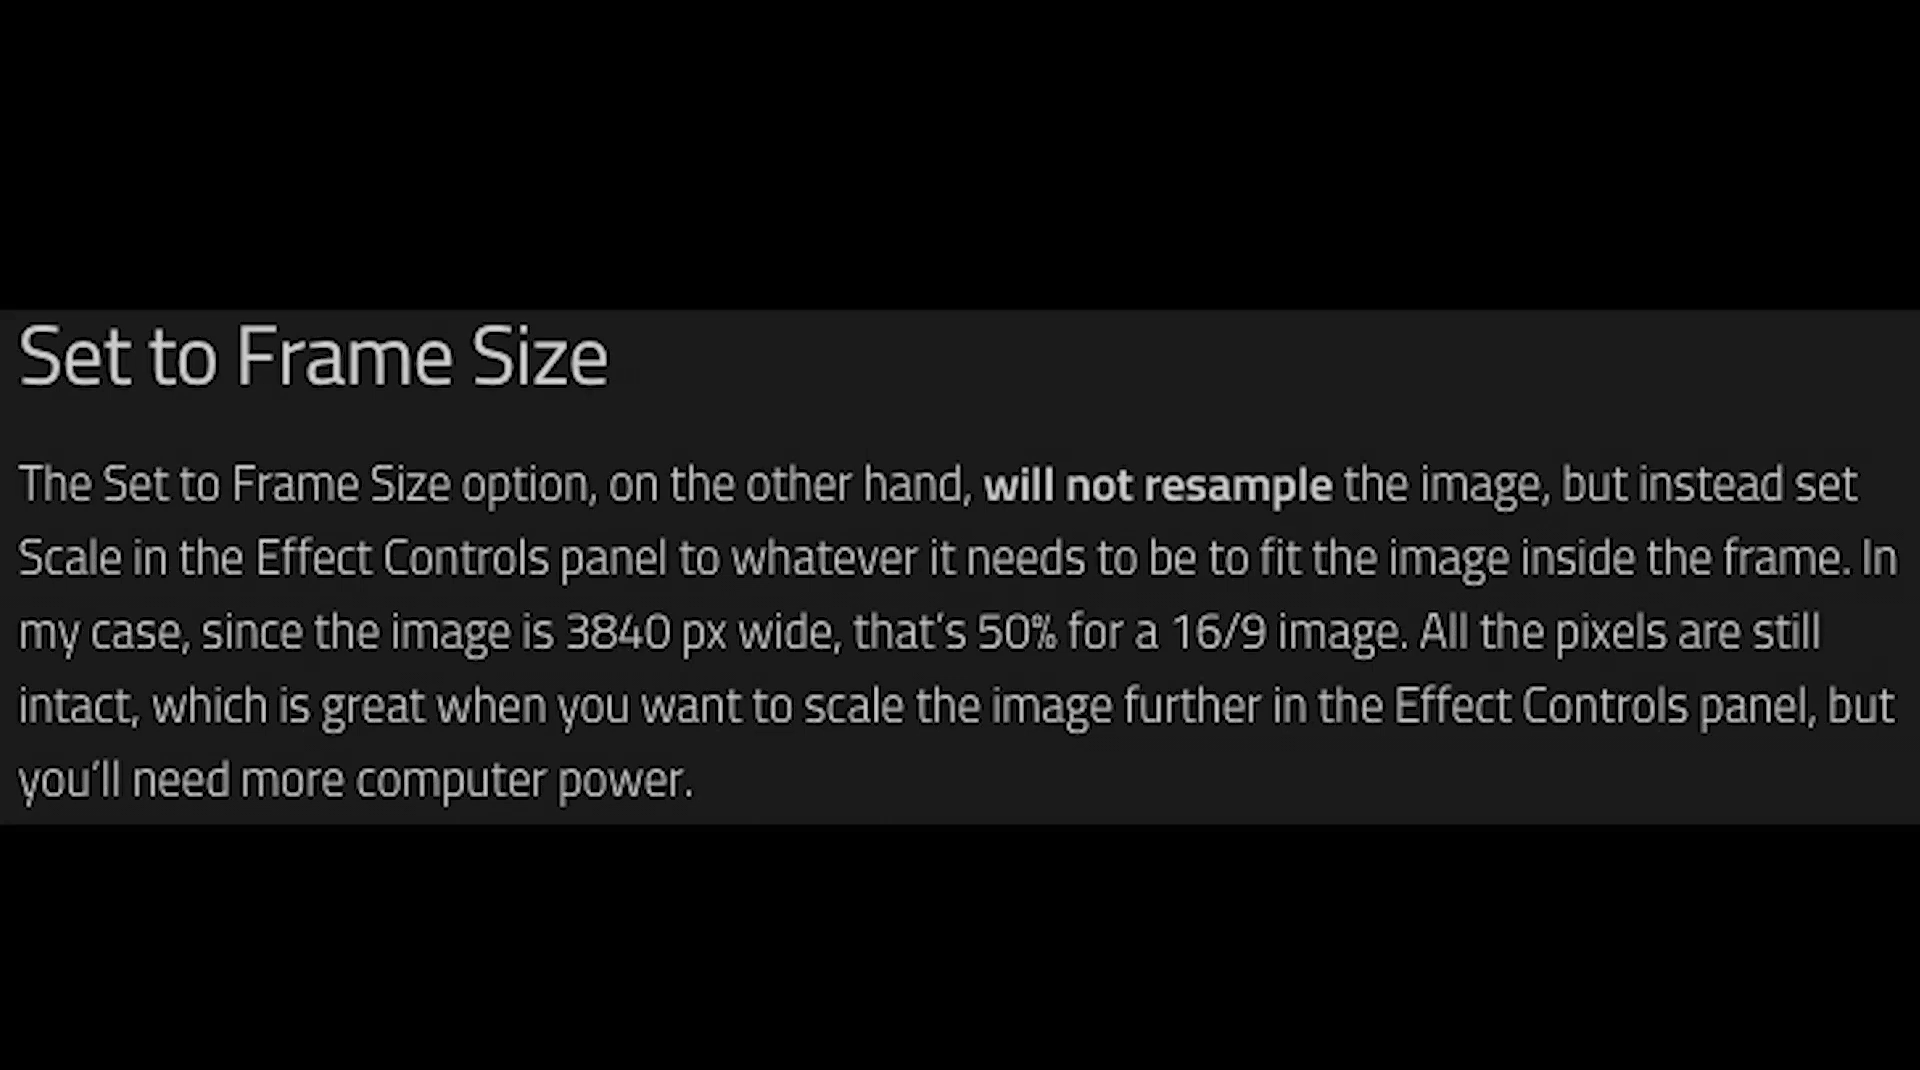 Set to Frame Size
The Set to Frame Size option, on the other hand, will not resample the image, but instead set
Scale in the Effect Controls panel to whatever it needs to be to fit the image inside the frame. In
my case, since the image is 3840 px wide, that's 50% for a 16/9 image. All the pixels are still
intact, which is great when you want to scale the image further in the Effect Controls panel, but
you'll need more computer power.